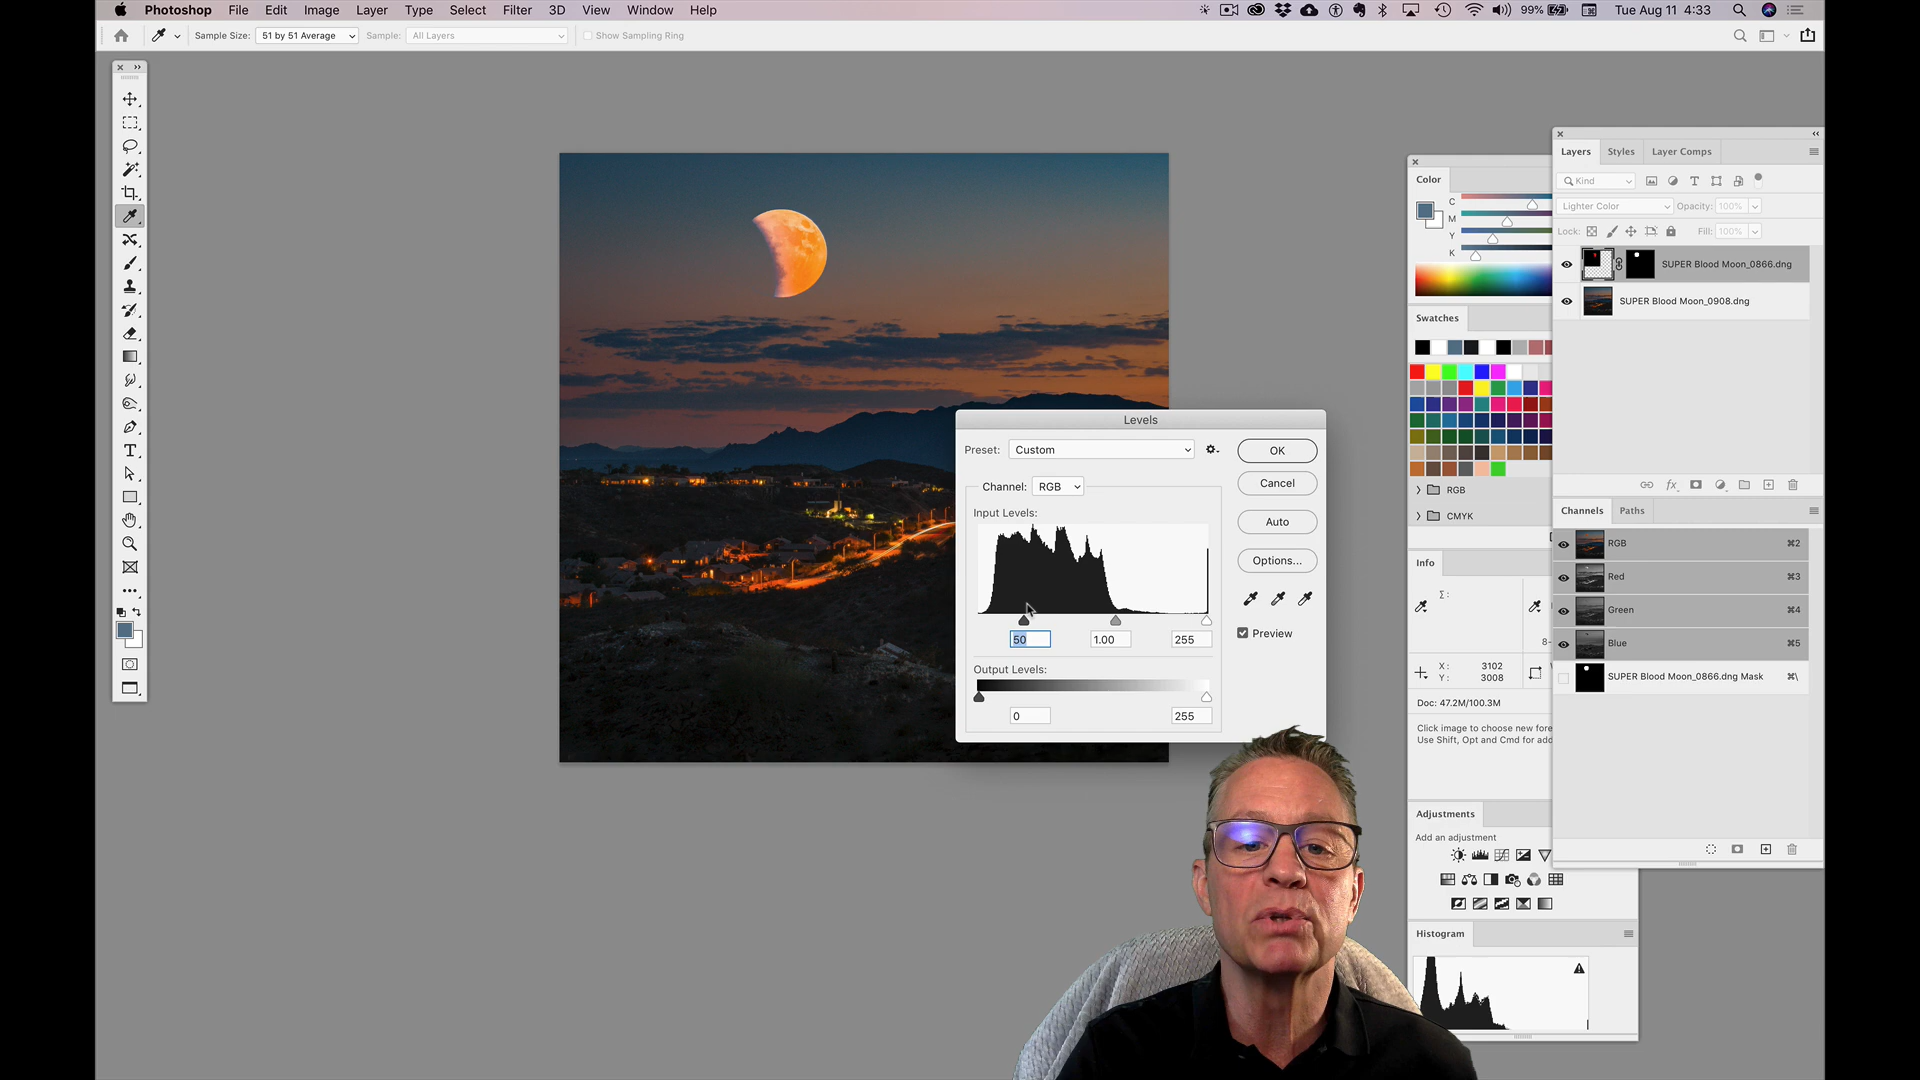 Photoshop File Edit Image Layer Type Select Filter 3D View Window Help 99% Tue Aug 11 4:33
Sample Size: 51 by 51 Average Sample: All Layers Show Sampling Ring
Layers Styles Layer Comps
Kind
Lighter Color Opacity: 100%
Lock: Fill: 100%
SUPER Blood Moon_0866.dng
SUPER Blood Moon_0908.dng
Color
C
M
Y
K
Swatches
RGB
CMYK
Channels Paths
RGB ⌘2
Red ⌘3
Green ⌘4
Blue ⌘5
SUPER Blood Moon_0866.dng Mask ⌘\
Levels
Preset: Custom
OK
Cancel
Channel: RGB
Input Levels:
Auto
Options...
50 1.00 255
Preview
Output Levels:
0 255
Info
Σ:
8-
X: 3102
Y: 3008
Doc: 47.2M/100.3M
Click image to choose new fore
Use Shift, Opt and Cmd for add
Adjustments
Add an adjustment
Histogram
T